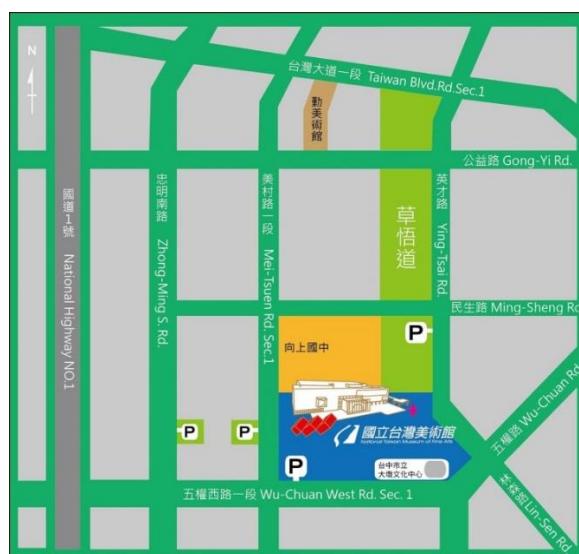 N
台灣大道一段 Taiwan Blvd.Rd.Sec.1
勤美術館
公益路 Gong-Yi Rd.
國道1號 National Highway NO.1
忠明南路 Zhong-Ming S. Rd.
美村路一段 Mei-Tsuen Rd. Sec.1
草悟道
英才路 Ying-Tsai Rd.
民生路 Ming-Sheng Rd
P
向上國中
P
P
國立台灣美術館
National Taiwan Museum of Fine Arts
P
台中市立
大墩文化中心
五權路 Wu-Chuan Rd
五權西路一段 Wu-Chuan West Rd. Sec. 1
林森路 Lin-Sen Rd.